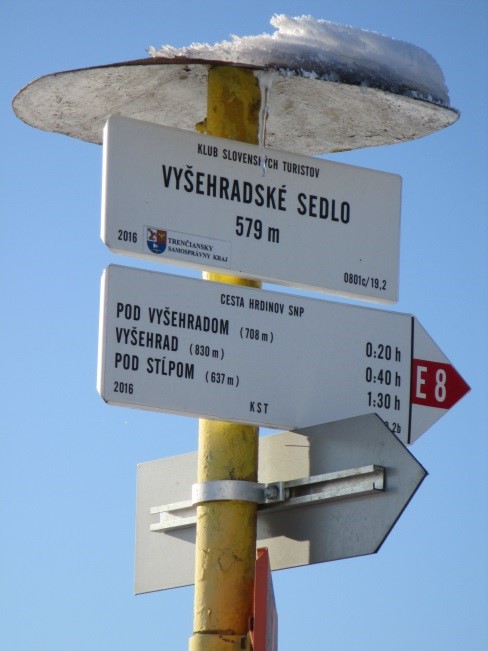 KLUB SLOVENSKÝCH TURISTOV
VYŠEHRADSKÉ SEDLO
579 m
2016
TRENČIANSKY
SAMOSPRÁVNY KRAJ
0801c/19,2
CESTA HRDINOV SNP
POD VYŠEHRADOM (708 m) 0:20 h
VYŠEHRAD (830 m) 0:40 h
POD STĹPOM (637 m) 1:30 h
E 8
2016
KST